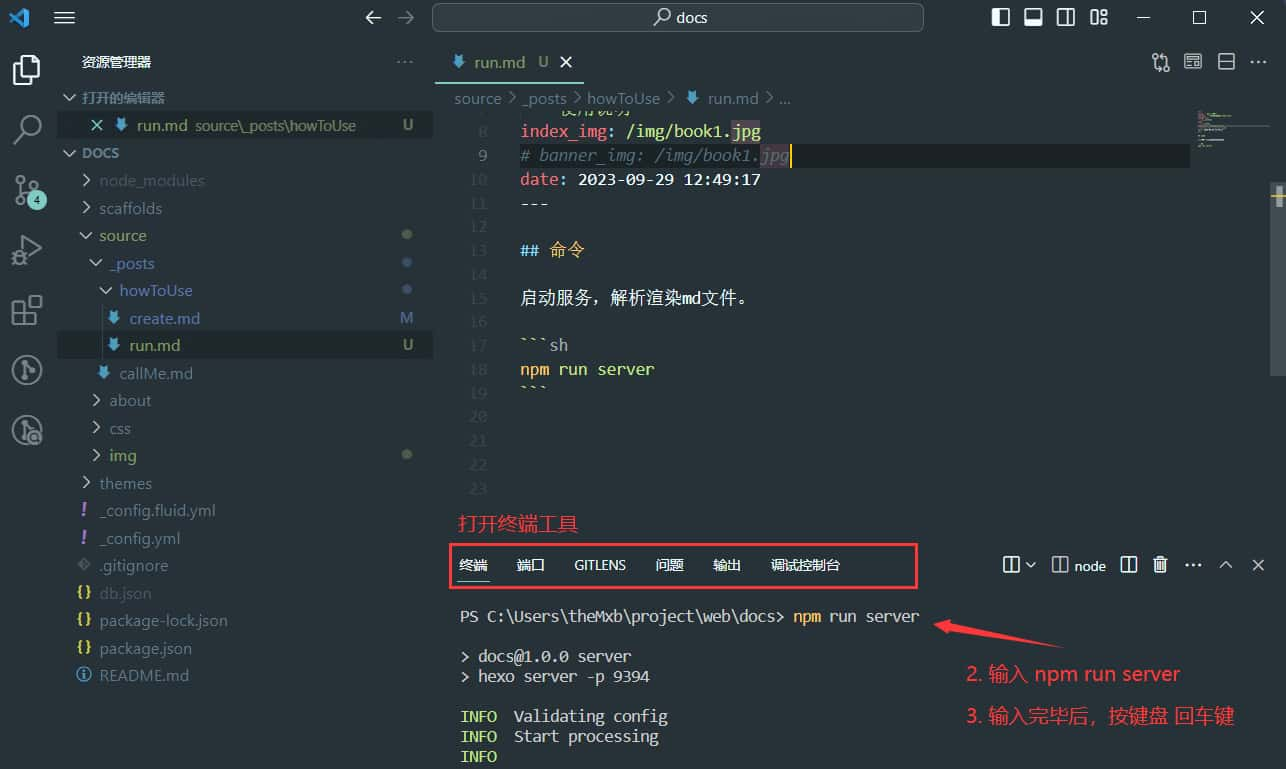 docs
资源管理器
run.md U
打开的编辑器
source > _posts > howToUse > run.md > ...
run.md source\_posts\howToUse U
DOCS
node_modules
scaffolds
source
_posts
howToUse
create.md M
run.md U
callMe.md
about
css
img
themes
_config.fluid.yml
_config.yml
.gitignore
db.json
package-lock.json
package.json
README.md
4
使用说明
8 index_img: /img/book1.jpg
9 # banner_img: /img/book1.jpg
10 date: 2023-09-29 12:49:17
11 ---
12
13 ## 命令
14
15 启动服务，解析渲染md文件。
16
17 ```sh
18 npm run server
19 ```
20
21
22
23
打开终端工具
终端 端口 GITLENS 问题 输出 调试控制台
node
PS C:\Users\theMxb\project\web\docs> npm run server
> docs@1.0.0 server
> hexo server -p 9394
INFO Validating config
INFO Start processing
INFO
2. 输入 npm run server
3. 输入完毕后，按键盘 回车键